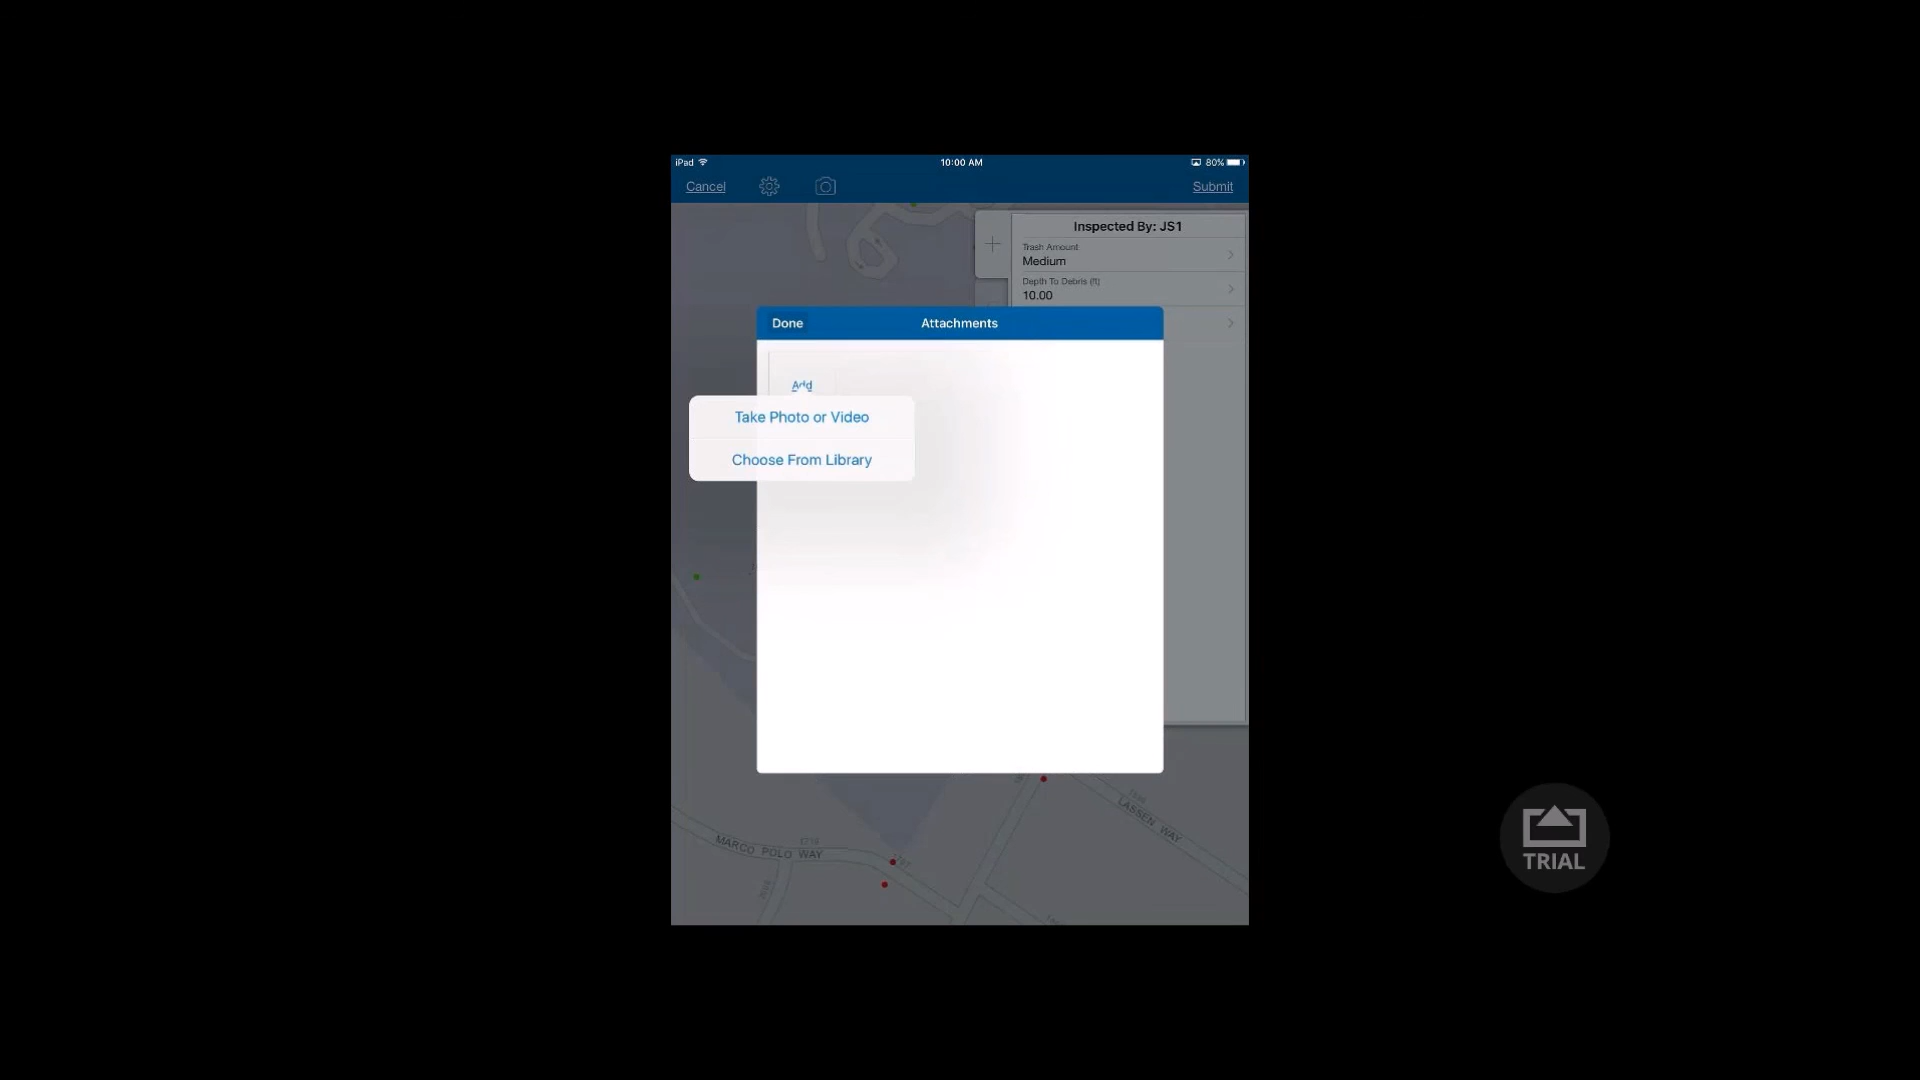 iPad
10:00 AM
80%
Cancel
Submit
Inspected By: JS1
Trash Amount
Medium
Depth To Debris (ft)
10.00
Done
Attachments
Add
Take Photo or Video
Choose From Library
LASSEN WAY
MARCO POLO WAY
TRIAL